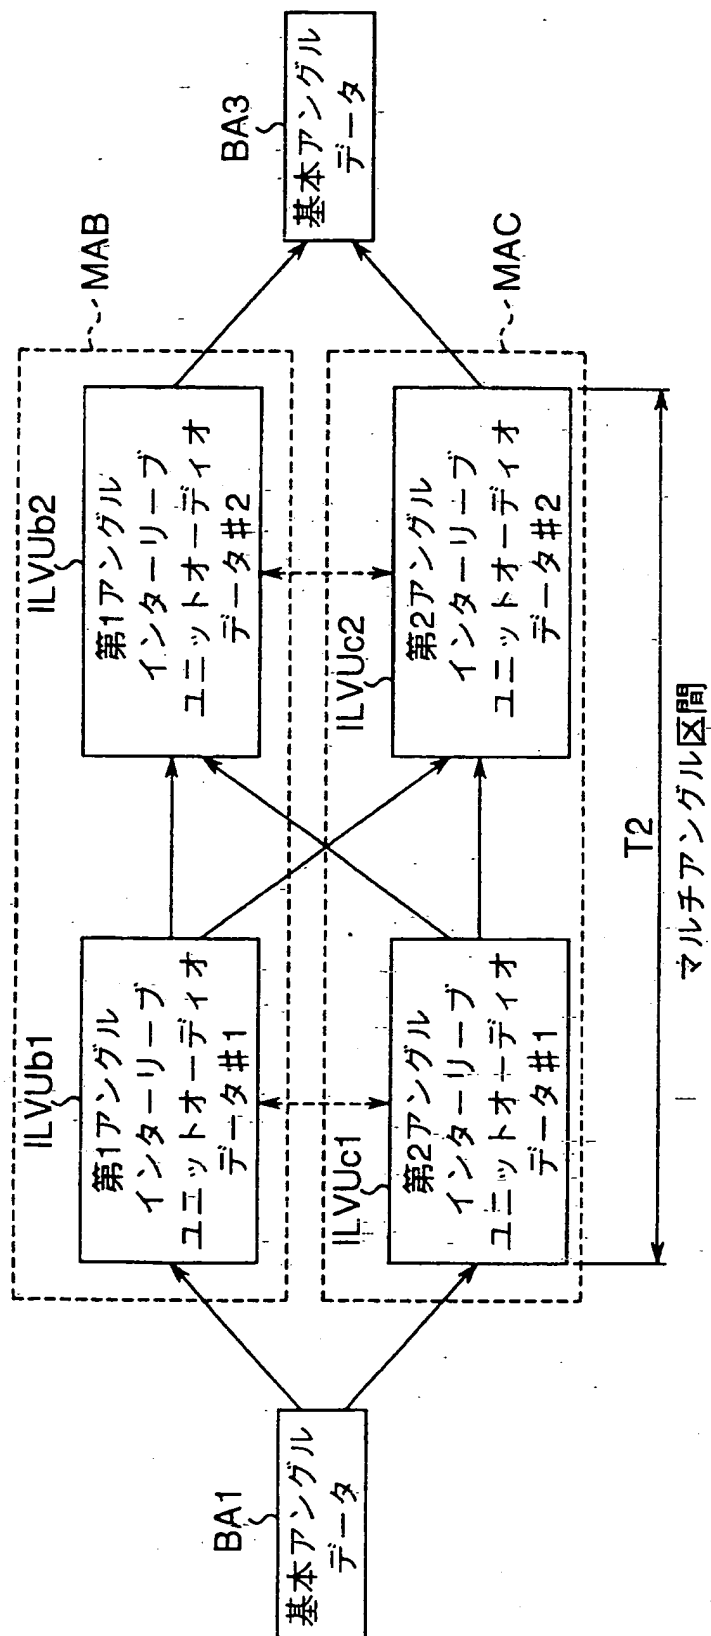 BA1
基本アングル
データ
MAB
ILVUb1
第1アングル
インターリーブ
ユニットオーディオ
データ#1
ILVUb2
第1アングル
インターリーブ
ユニットオーディオ
データ#2
ILVUc1
第2アングル
インターリーブ
ユニットオーディオ
データ#1
ILVUc2
第2アングル
インターリーブ
ユニットオーディオ
データ#2
MAC
BA3
基本アングル
データ
T2
マルチアングル区間